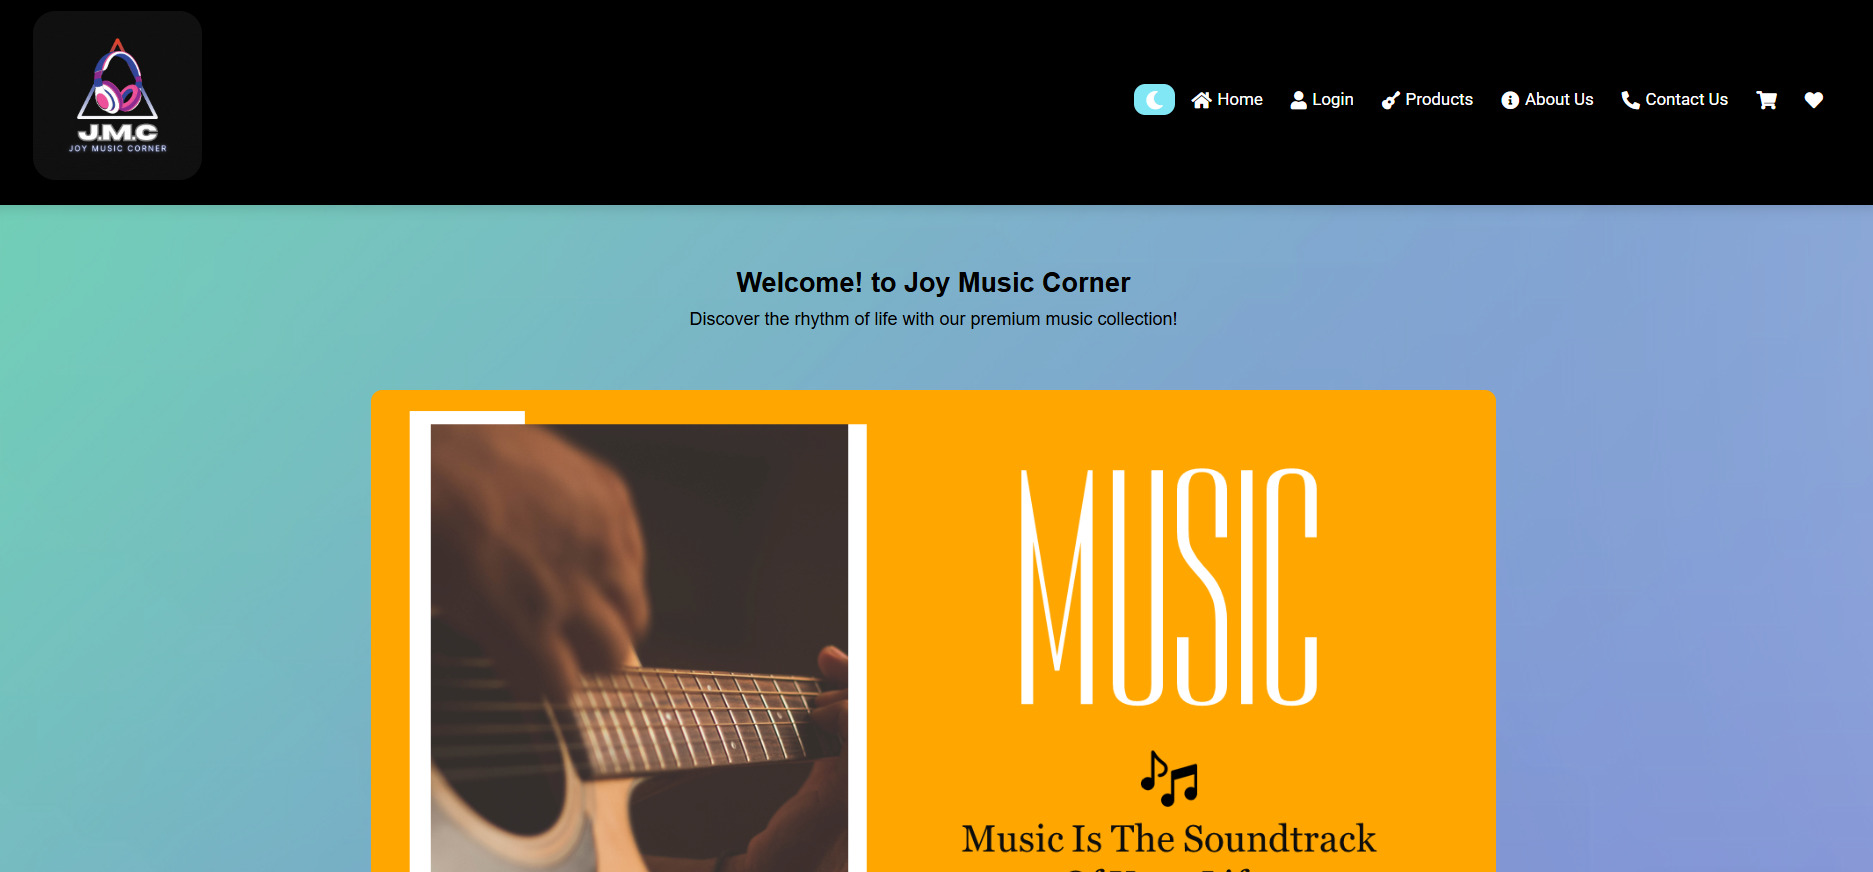 J.M.C
JOY MUSIC CORNER
Home Login Products About Us Contact Us
Welcome! to Joy Music Corner
Discover the rhythm of life with our premium music collection!
MUSIC
Music Is The Soundtrack